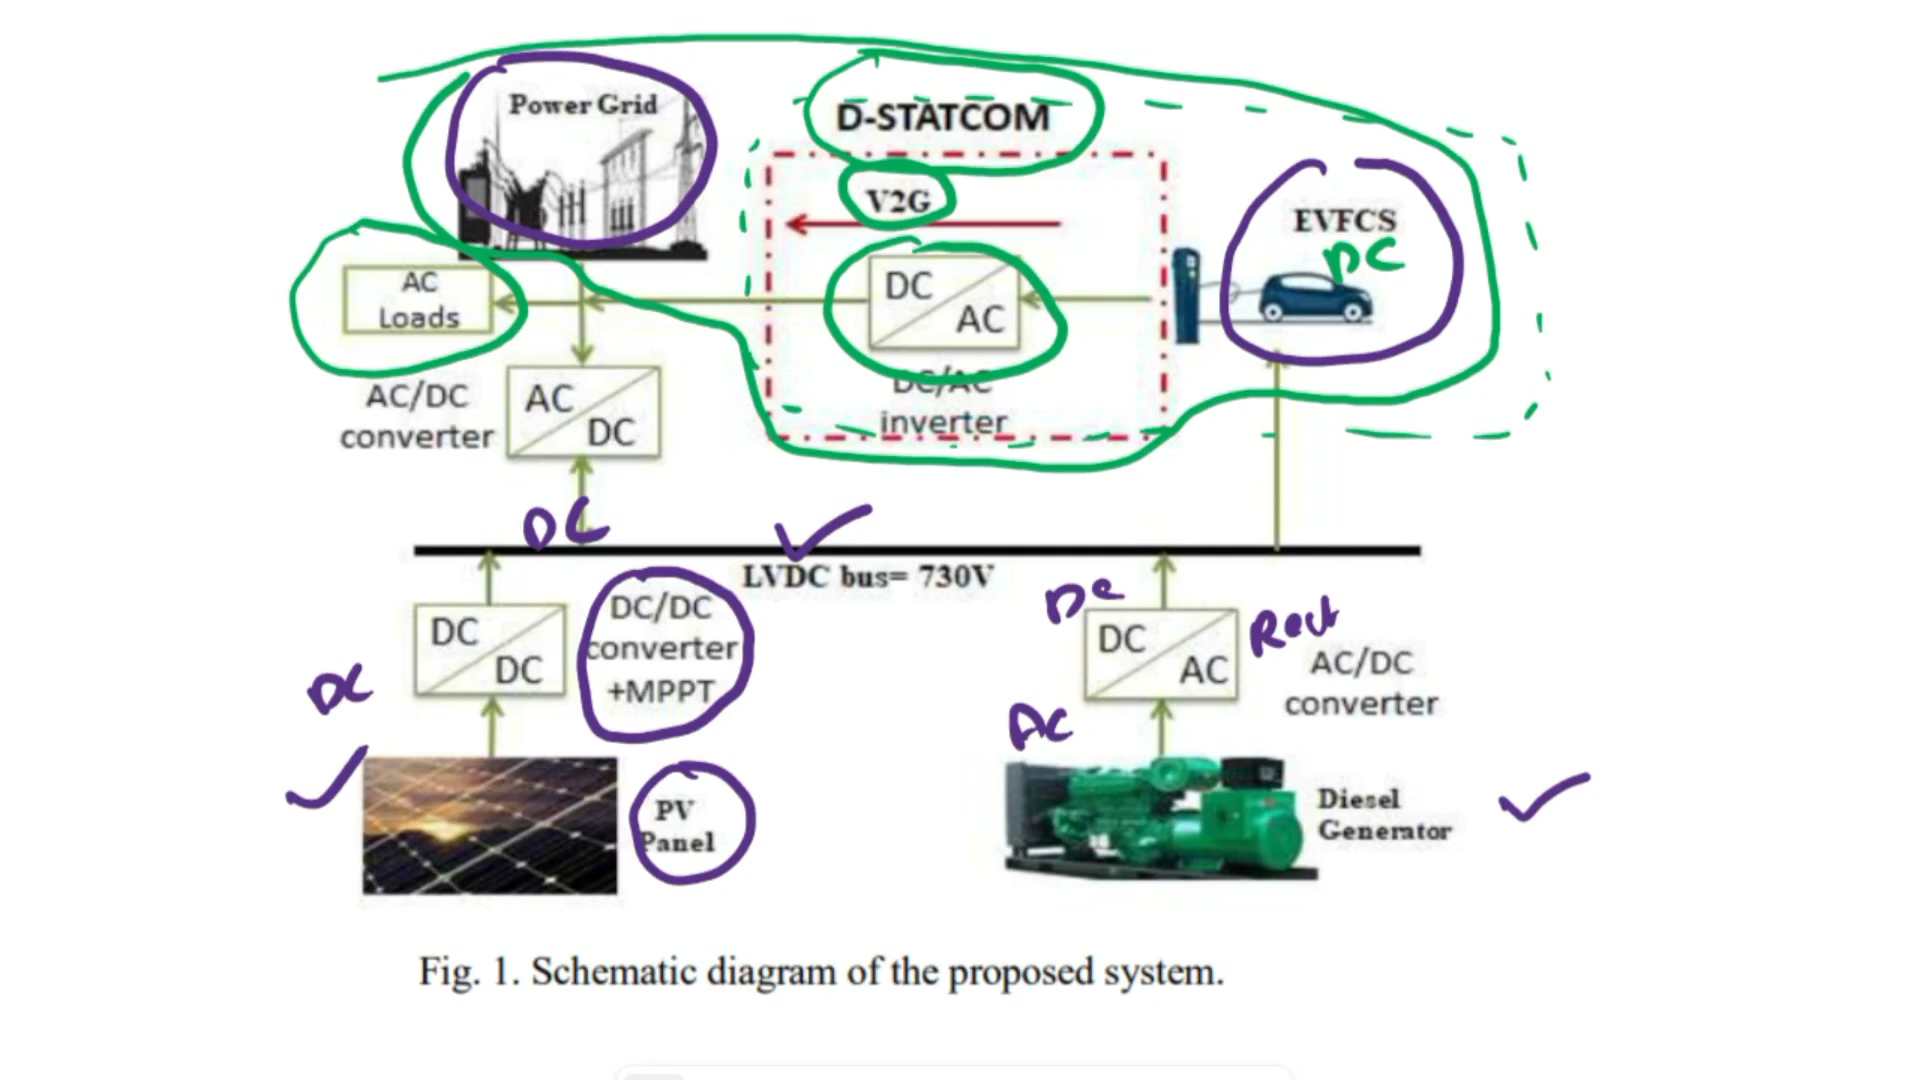 Power Grid
D-STATCOM
V2G
EVFCS
DC
AC
Loads
DC
AC
DC/AC
inverter
AC/DC
converter
AC
DC
DC
LVDC bus= 730V
DC
DC
DC
DC/DC
converter
+MPPT
DC
DC
AC
Rect
AC/DC
converter
AC
PV
Panel
Diesel
Generator
Fig. 1. Schematic diagram of the proposed system.